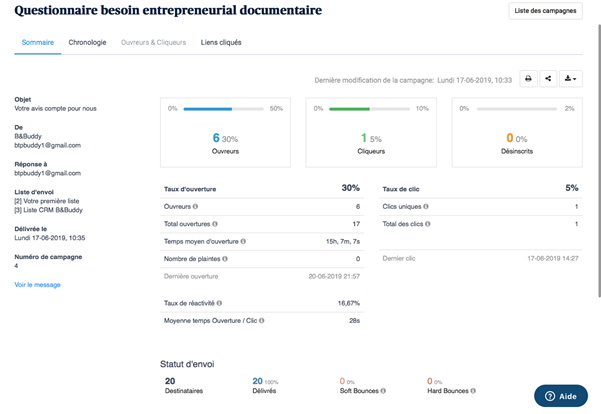 Questionnaire besoin entrepreneurial documentaire
Liste des campagnes
Sommaire Chronologie Ouvreurs & Cliqueurs Liens cliqués
Dernière modification de la campagne: Lundi 17-06-2019, 10:33
Objet
Votre avis compte pour nous
De
B&Buddy
btpbuddy1@gmail.com
Réponse à
btpbuddy1@gmail.com
Liste d'envoi
[2] Votre première liste
[3] Liste CRM B&Buddy
Délivrée le
Lundi 17-06-2019, 10:35
Numéro de campagne
4
Voir le message
0% 50%
6 30%
Ouvreurs
0% 10%
1 5%
Cliqueurs
0% 2%
0 0%
Désinscrits
Taux d'ouverture 30%
Ouvreurs 6
Total ouvertures 17
Temps moyen d'ouverture 15h, 7m, 7s
Nombre de plaintes 0
Dernière ouverture 20-06-2019 21:57
Taux de réactivité 16,67%
Moyenne temps Ouverture / Clic 28s
Taux de clic 5%
Clics uniques 1
Total des clics 1
Dernier clic 17-06-2019 14:27
Statut d'envoi
20 20 100% 0 0% 0 0%
Destinataires Délivrés Soft Bounces Hard Bounces
Aide